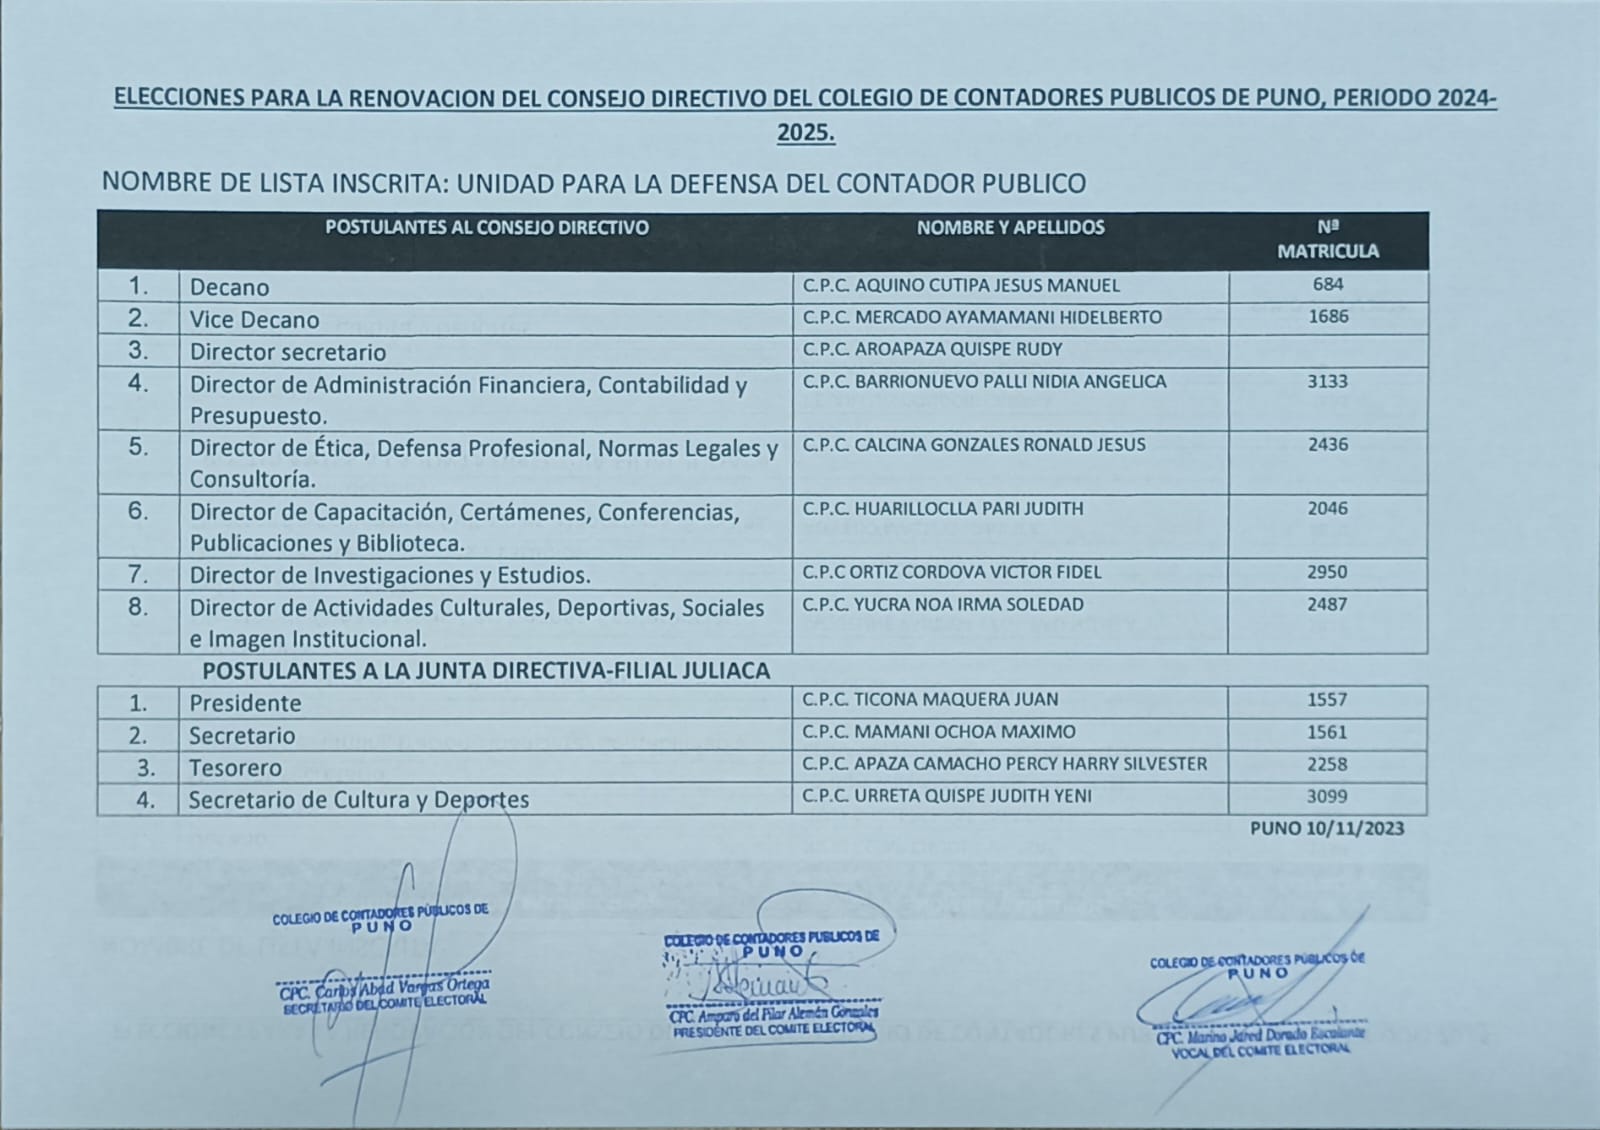 ELECCIONES PARA LA RENOVACION DEL CONSEJO DIRECTIVO DEL COLEGIO DE CONTADORES PUBLICOS DE PUNO, PERIODO 2024-
2025.
NOMBRE DE LISTA INSCRITA: UNIDAD PARA LA DEFENSA DEL CONTADOR PUBLICO
POSTULANTES AL CONSEJO DIRECTIVO NOMBRE Y APELLIDOS Nª
MATRICULA
1. Decano C.P.C. AQUINO CUTIPA JESUS MANUEL 684
2. Vice Decano C.P.C. MERCADO AYAMAMANI HIDELBERTO 1686
3. Director secretario C.P.C. AROAPAZA QUISPE RUDY
4. Director de Administración Financiera, Contabilidad y C.P.C. BARRIONUEVO PALLI NIDIA ANGELICA 3133
Presupuesto.
5. Director de Ética, Defensa Profesional, Normas Legales y C.P.C. CALCINA GONZALES RONALD JESUS 2436
Consultoría.
6. Director de Capacitación, Certámenes, Conferencias, C.P.C. HUARILLOCLLA PARI JUDITH 2046
Publicaciones y Biblioteca.
7. Director de Investigaciones y Estudios. C.P.C ORTIZ CORDOVA VICTOR FIDEL 2950
8. Director de Actividades Culturales, Deportivas, Sociales C.P.C. YUCRA NOA IRMA SOLEDAD 2487
e Imagen Institucional.
POSTULANTES A LA JUNTA DIRECTIVA-FILIAL JULIACA
1. Presidente C.P.C. TICONA MAQUERA JUAN 1557
2. Secretario C.P.C. MAMANI OCHOA MAXIMO 1561
3. Tesorero C.P.C. APAZA CAMACHO PERCY HARRY SILVESTER 2258
4. Secretario de Cultura y Deportes C.P.C. URRETA QUISPE JUDITH YENI 3099
PUNO 10/11/2023
COLEGIO DE CONTADORES PÚBLICOS DE
PUNO
CPC. Carlos Abad Vargas Ortega
SECRETARIO DEL COMITE ELECTORAL
COLEGIO DE CONTADORES PUBLICOS DE
PUNO
CPC. Amparo del Pilar Alemán Gonzales
PRESIDENTE DEL COMITE ELECTORAL
COLEGIO DE CONTADORES PÚBLICOS DE
PUNO
CPC. Marino Jared Dorado Escalante
VOCAL DEL COMITE ELECTORAL